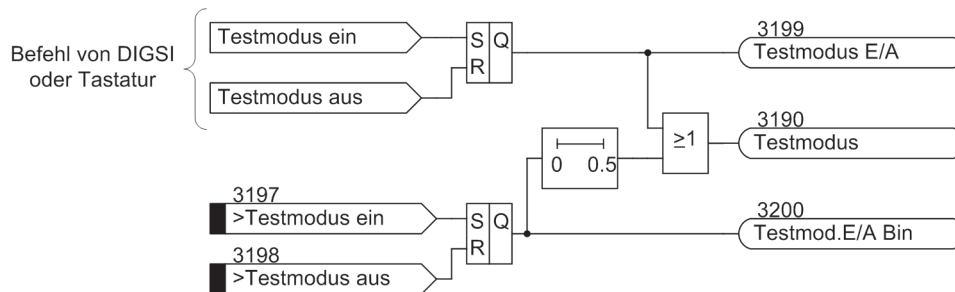 Befehl von DIGSI
oder Tastatur
Testmodus ein
Testmodus aus
S Q
R
3199
Testmodus E/A
3190
Testmodus
≥1
0 0.5
3197
>Testmodus ein
3198
>Testmodus aus
S Q
R
3200
Testmod.E/A Bin